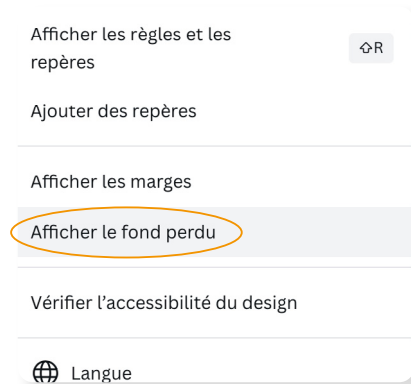 Afficher les règles et les
repères
⇧R
Ajouter des repères
Afficher les marges
Afficher le fond perdu
Vérifier l’accessibilité du design
Langue